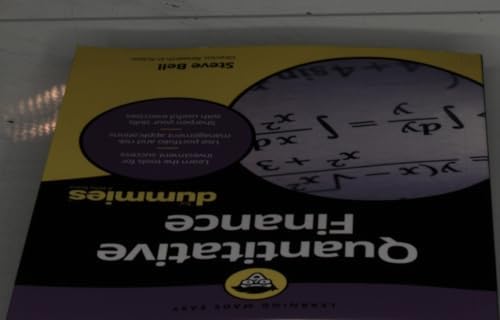 LEARNING MADE EASY
Quantitative
Finance
for
dummies
Learn the tools for
investment success
Use portfolio and risk
management applications
Sharpen your skills
with useful exercises
Steve Bell